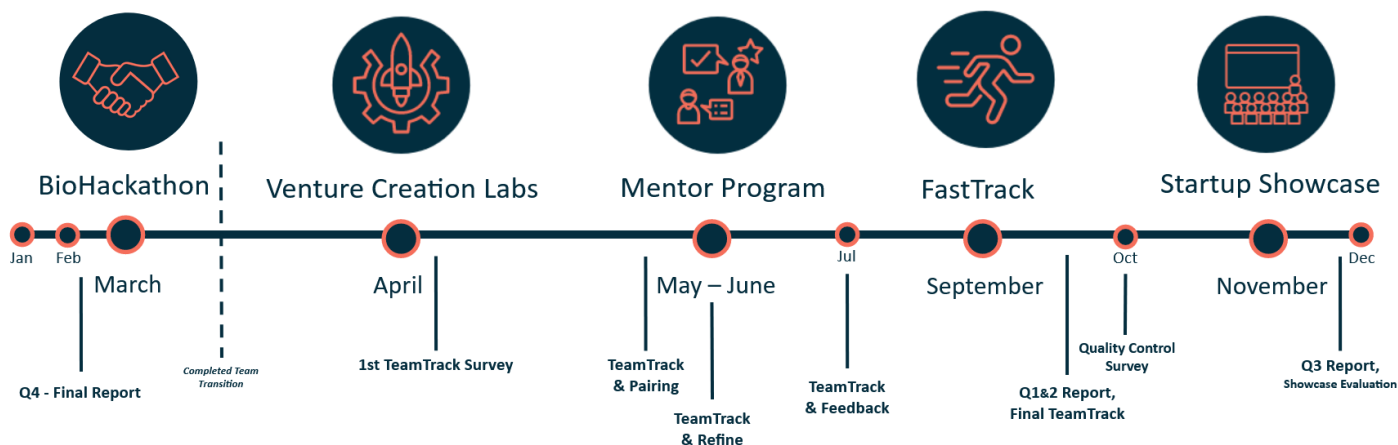 BioHackathon
Venture Creation Labs
Mentor Program
FastTrack
Startup Showcase
Jan
Feb
Jul
Oct
Dec
March
April
May – June
September
November
Q4 - Final Report
Completed Team
Transition
1st TeamTrack Survey
TeamTrack
& Pairing
TeamTrack
& Refine
TeamTrack
& Feedback
Q1&2 Report,
Final TeamTrack
Quality Control
Survey
Q3 Report,
Showcase Evaluation